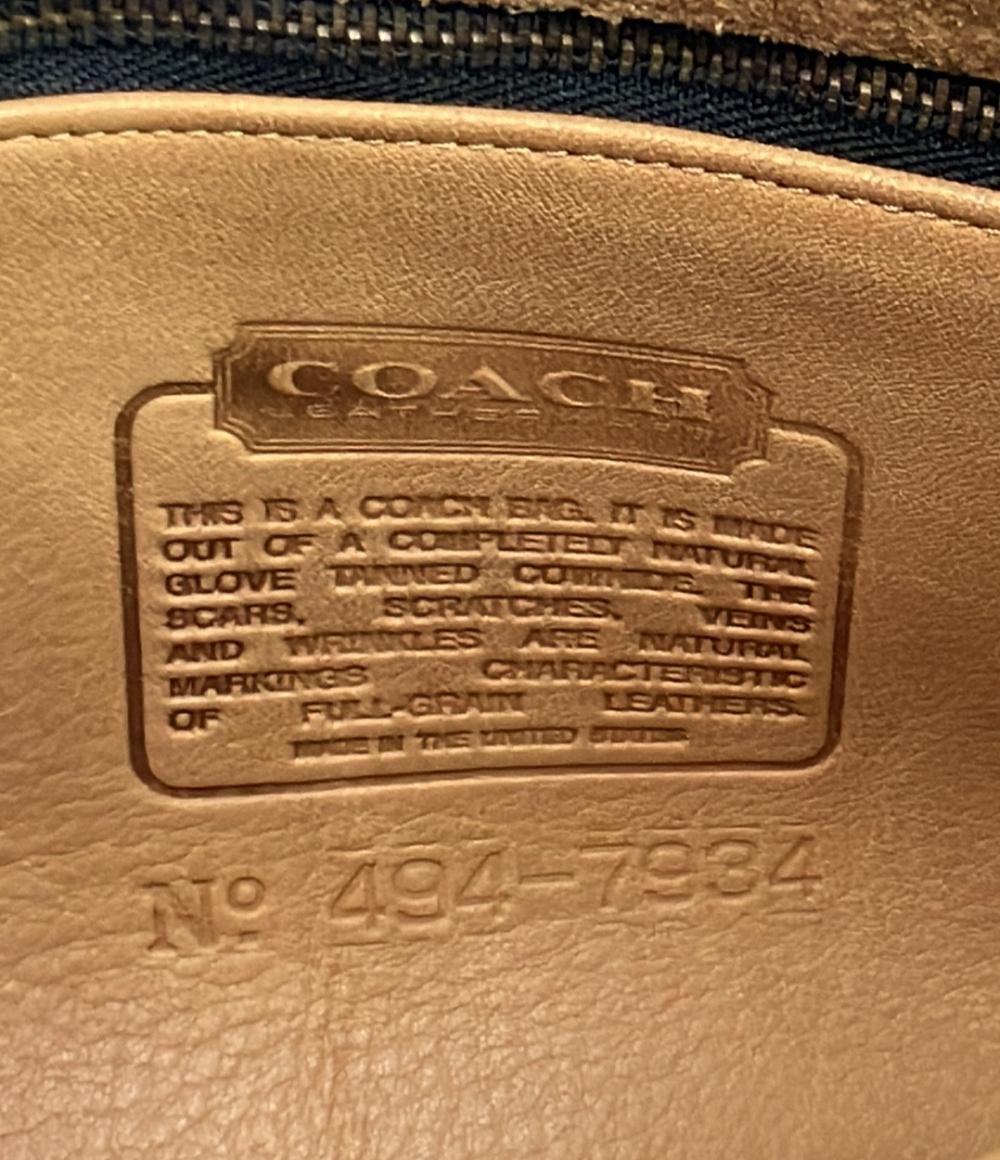 COACH
LEATHERWARE
THIS IS A COACH BAG. IT IS MADE
OUT OF A COMPLETELY NATURAL
GLOVE TANNED COWHIDE. THE
SCARS, SCRATCHES, VEINS
AND WRINKLES ARE NATURAL
MARKINGS CHARACTERISTIC
OF FULL-GRAIN LEATHERS.
MADE IN THE UNITED STATES.
Nº 494-7934